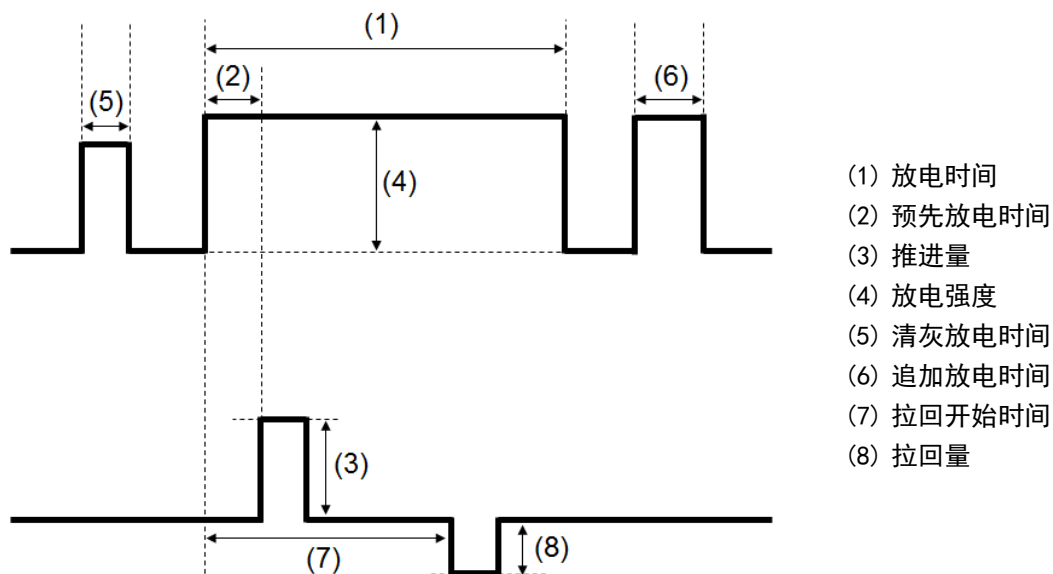 (1)
(2)
(5)
(6)
(4)
(3)
(7)
(8)
(1) 放电时间
(2) 预先放电时间
(3) 推进量
(4) 放电强度
(5) 清灰放电时间
(6) 追加放电时间
(7) 拉回开始时间
(8) 拉回量